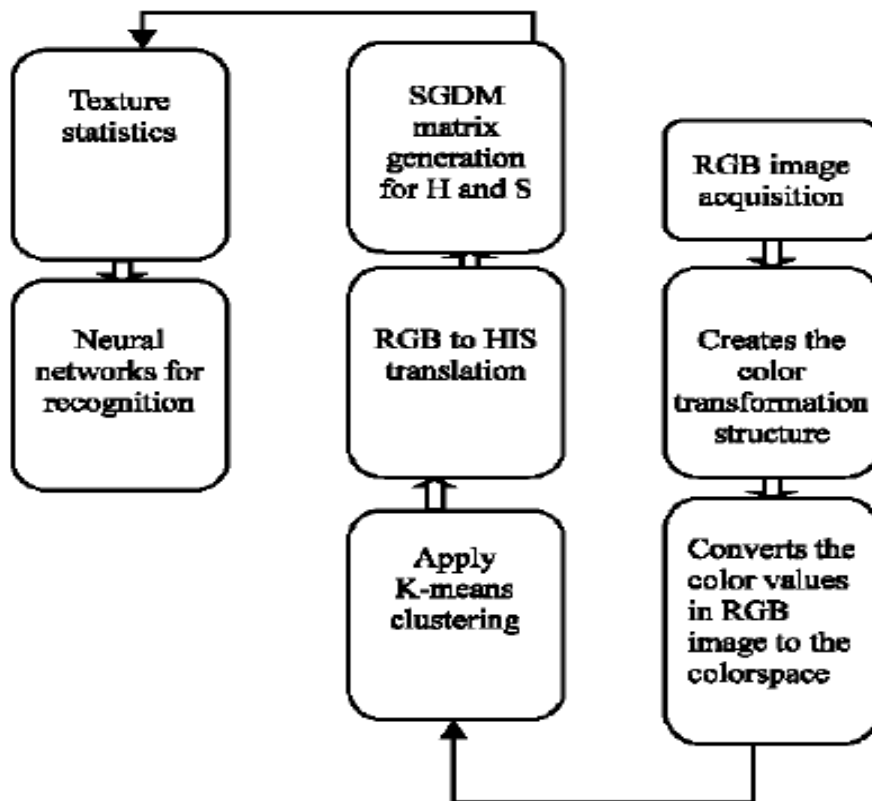 Texture
statistics
SGDM
matrix
generation
for H and S
RGB image
acquisition
Neural
networks for
recognition
RGB to HIS
translation
Creates the
color
transformation
structure
Apply
K-means
clustering
Converts the
color values
in RGB
image to the
colorspace